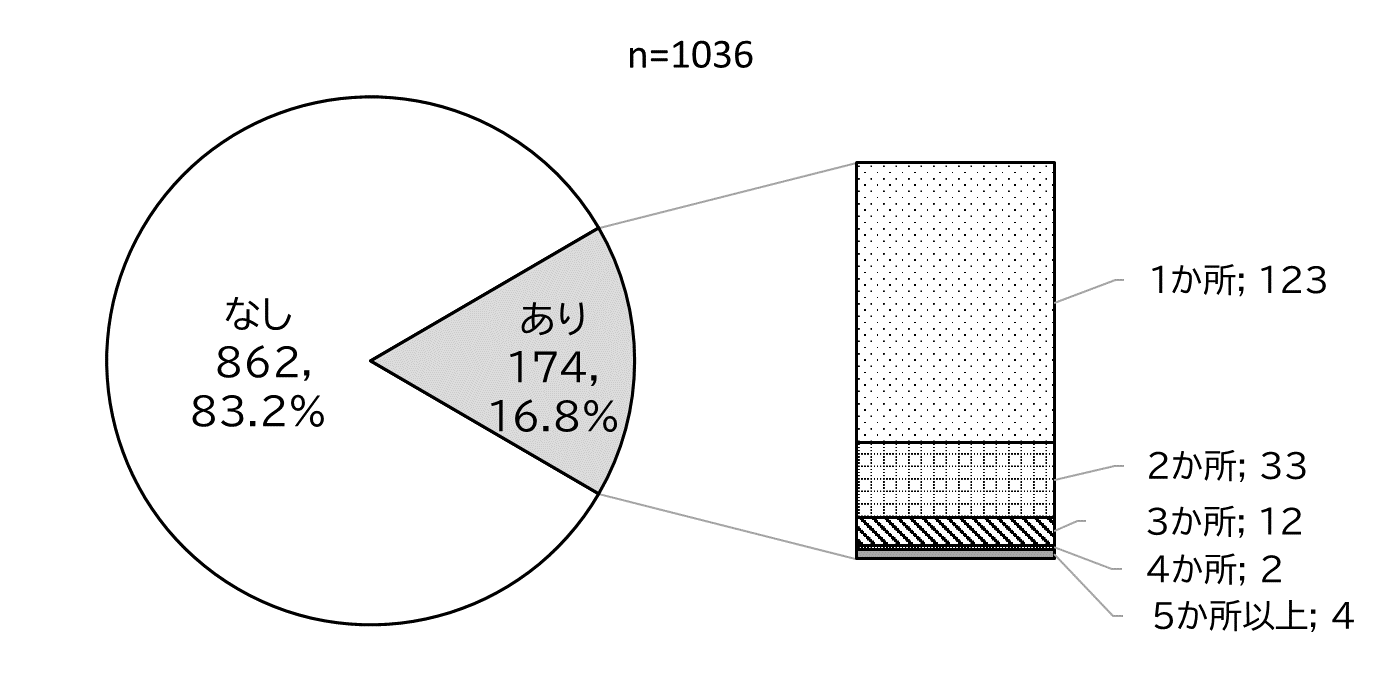 n=1036
なし
862,
83.2%
あり
174,
16.8%
1か所; 123
2か所; 33
3か所; 12
4か所; 2
5か所以上; 4